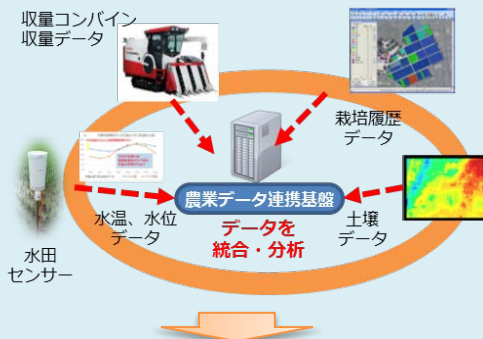 収量コンバイン
収量データ
栽培履歴
データ
農業データ連携基盤
水温、水位
データ
データを
統合・分析
土壌
データ
水田
センサー